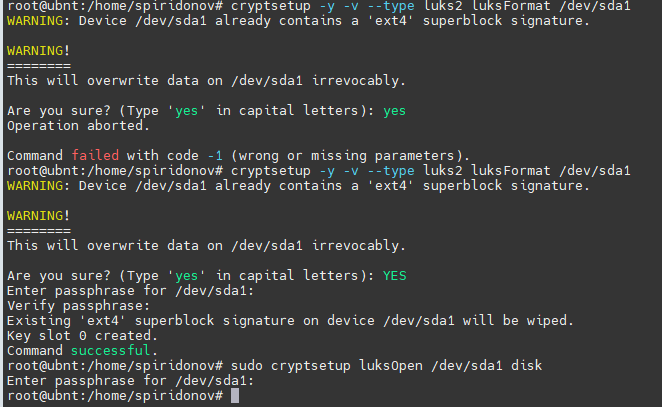 root@ubnt:/home/spiridonov# cryptsetup -y -v --type luks2 luksFormat /dev/sda1
WARNING: Device /dev/sda1 already contains a 'ext4' superblock signature.
WARNING!
========
This will overwrite data on /dev/sda1 irrevocably.
Are you sure? (Type 'yes' in capital letters): yes
Operation aborted.
Command failed with code -1 (wrong or missing parameters).
root@ubnt:/home/spiridonov# cryptsetup -y -v --type luks2 luksFormat /dev/sda1
WARNING: Device /dev/sda1 already contains a 'ext4' superblock signature.
WARNING!
========
This will overwrite data on /dev/sda1 irrevocably.
Are you sure? (Type 'yes' in capital letters): YES
Enter passphrase for /dev/sda1:
Verify passphrase:
Existing 'ext4' superblock signature on device /dev/sda1 will be wiped.
Key slot 0 created.
Command successful.
root@ubnt:/home/spiridonov# sudo cryptsetup luksOpen /dev/sda1 disk
Enter passphrase for /dev/sda1:
root@ubnt:/home/spiridonov#